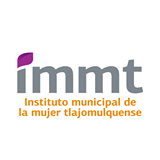 immt
Instituto municipal de
la mujer tlajomulquense